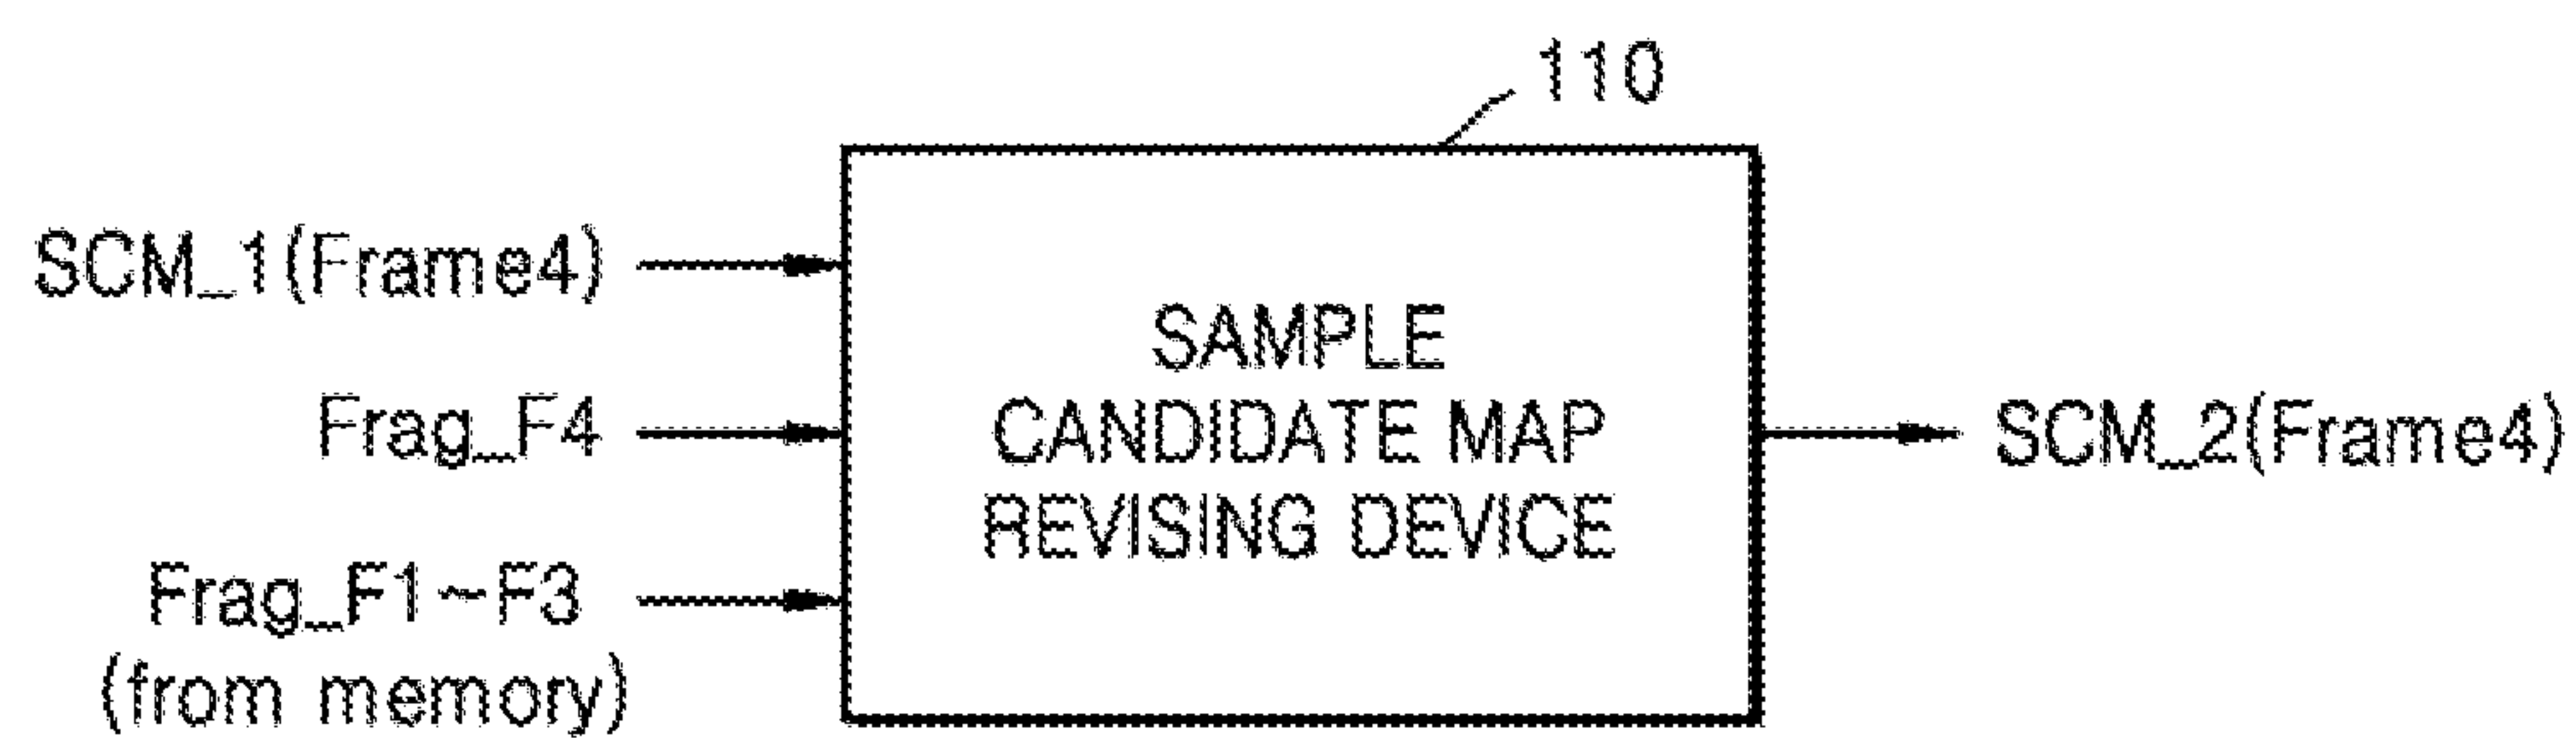 110
SCM_1(Frame4)
Frag_F4
Frag_F1~F3
(from memory)
SAMPLE
CANDIDATE MAP
REVISING DEVICE
SCM_2(Frame4)